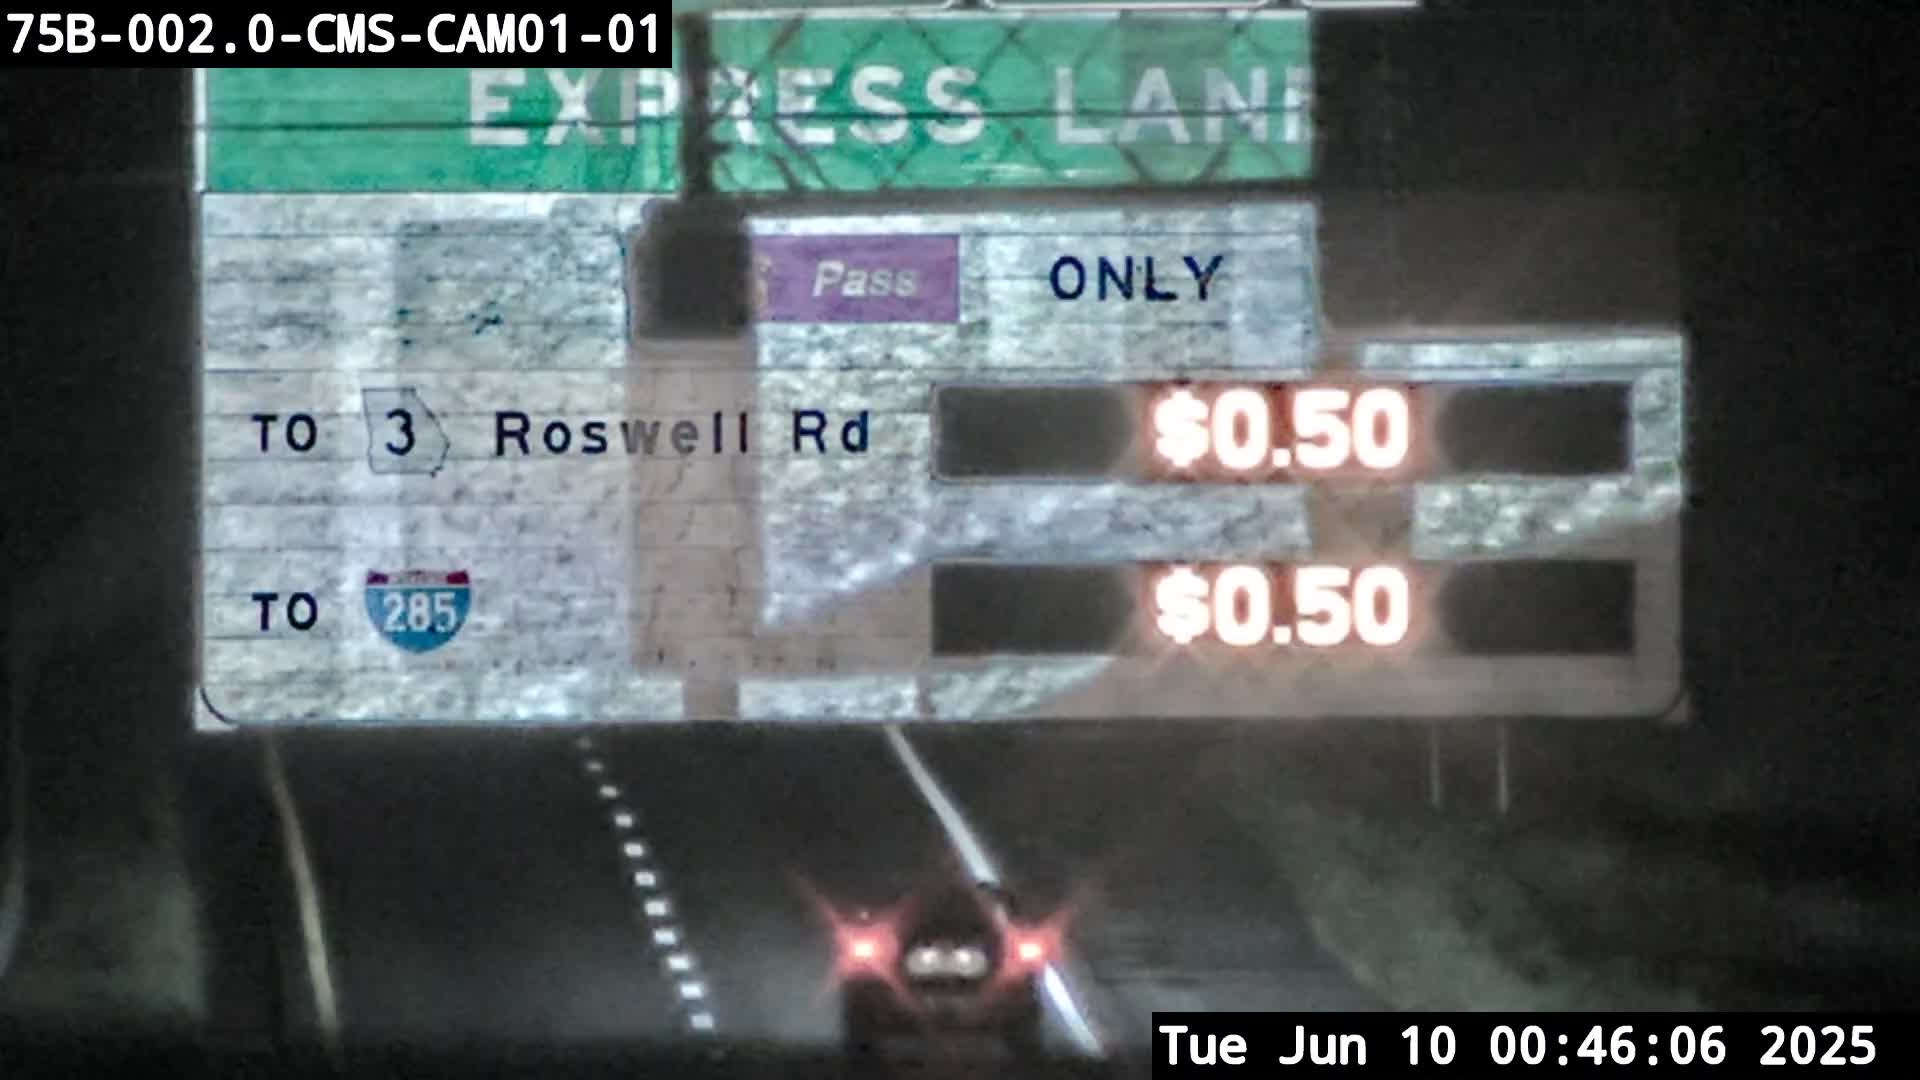 75B-002.0-CMS-CAM01-01
EXPRESS LANE
Pass ONLY
TO 3 Roswell Rd $0.50
TO 285 $0.50
Tue Jun 10 00:46:06 2025